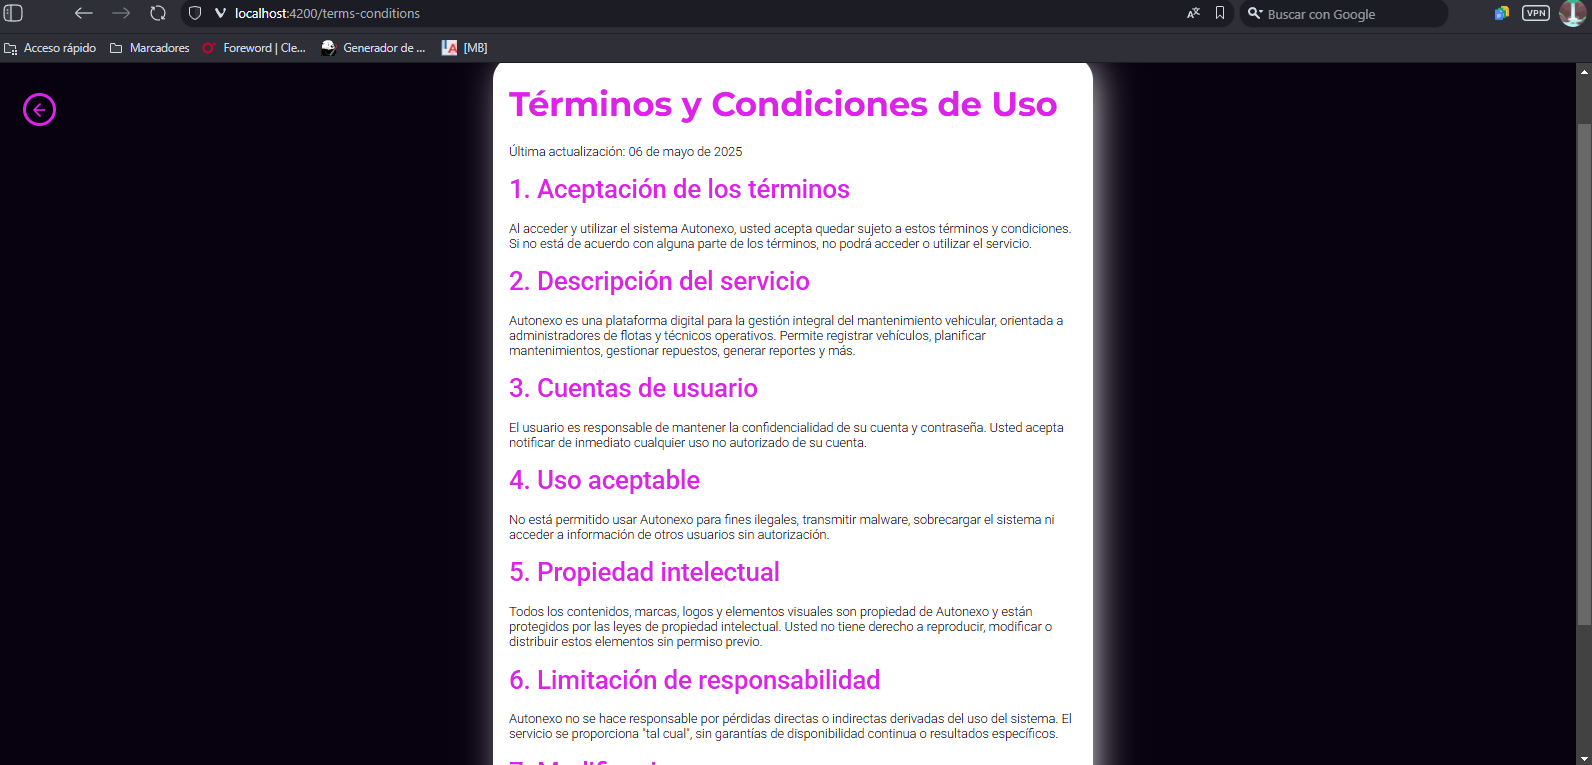 localhost:4200/terms-conditions
Buscar con Google
VPN
Acceso rápido
Marcadores
Foreword | Cle...
Generador de ...
[MB]
Términos y Condiciones de Uso
Última actualización: 06 de mayo de 2025
1. Aceptación de los términos
Al acceder y utilizar el sistema Autonexo, usted acepta quedar sujeto a estos términos y condiciones.
Si no está de acuerdo con alguna parte de los términos, no podrá acceder o utilizar el servicio.
2. Descripción del servicio
Autonexo es una plataforma digital para la gestión integral del mantenimiento vehicular, orientada a
administradores de flotas y técnicos operativos. Permite registrar vehículos, planificar
mantenimientos, gestionar repuestos, generar reportes y más.
3. Cuentas de usuario
El usuario es responsable de mantener la confidencialidad de su cuenta y contraseña. Usted acepta
notificar de inmediato cualquier uso no autorizado de su cuenta.
4. Uso aceptable
No está permitido usar Autonexo para fines ilegales, transmitir malware, sobrecargar el sistema ni
acceder a información de otros usuarios sin autorización.
5. Propiedad intelectual
Todos los contenidos, marcas, logos y elementos visuales son propiedad de Autonexo y están
protegidos por las leyes de propiedad intelectual. Usted no tiene derecho a reproducir, modificar o
distribuir estos elementos sin permiso previo.
6. Limitación de responsabilidad
Autonexo no se hace responsable por pérdidas directas o indirectas derivadas del uso del sistema. El
servicio se proporciona "tal cual", sin garantías de disponibilidad continua o resultados específicos.